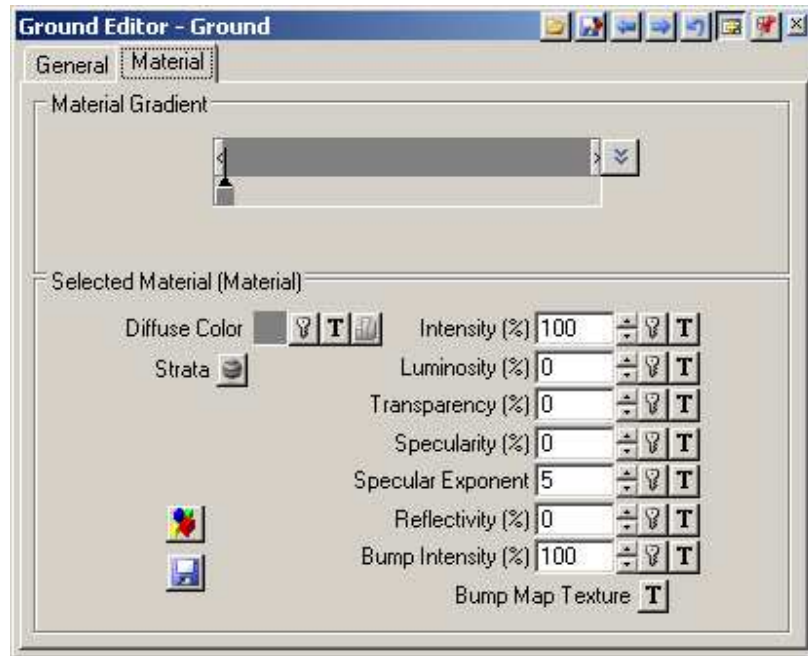 Ground Editor - Ground
General Material
Material Gradient
Selected Material (Material)
Diffuse Color T Intensity (%) 100 T
Strata Luminosity (%) 0 T
Transparency (%) 0 T
Specularity (%) 0 T
Specular Exponent 5 T
Reflectivity (%) 0 T
Bump Intensity (%) 100 T
Bump Map Texture T